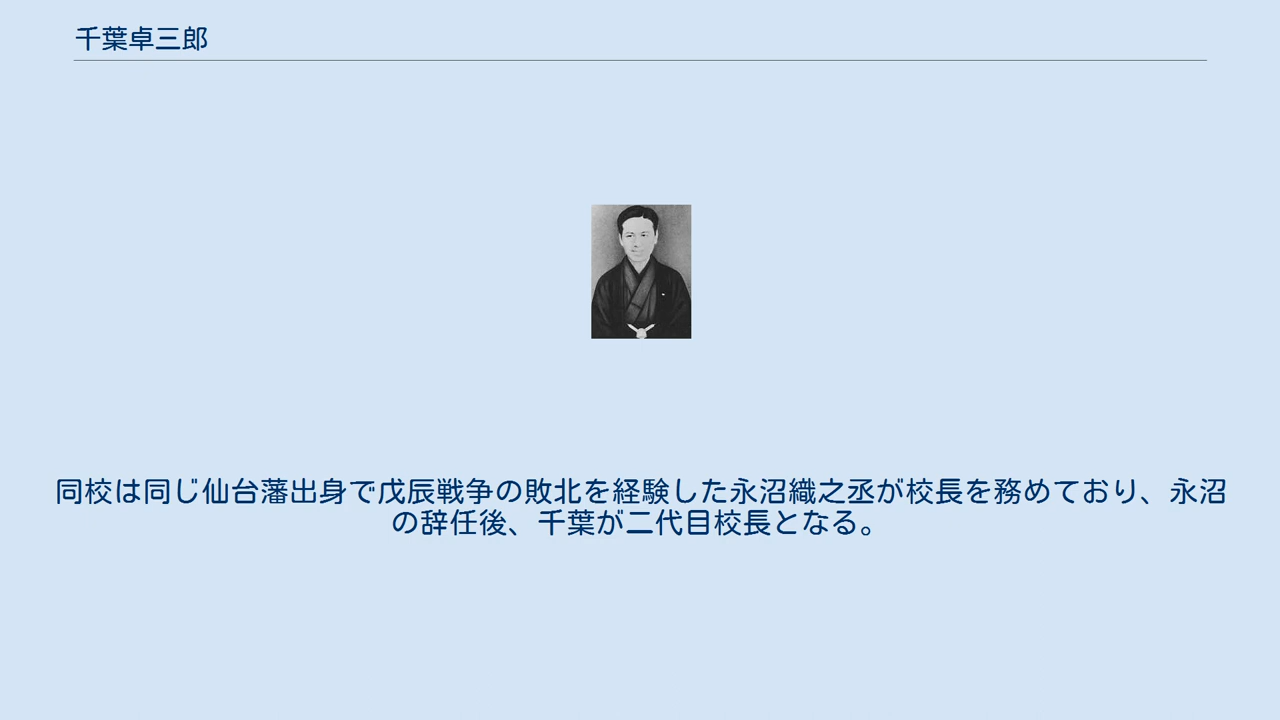 千葉卓三郎
同校は同じ仙台藩出身で戊辰戦争の敗北を経験した永沼織之丞が校長を務めており、永沼
の辞任後、千葉が二代目校長となる。